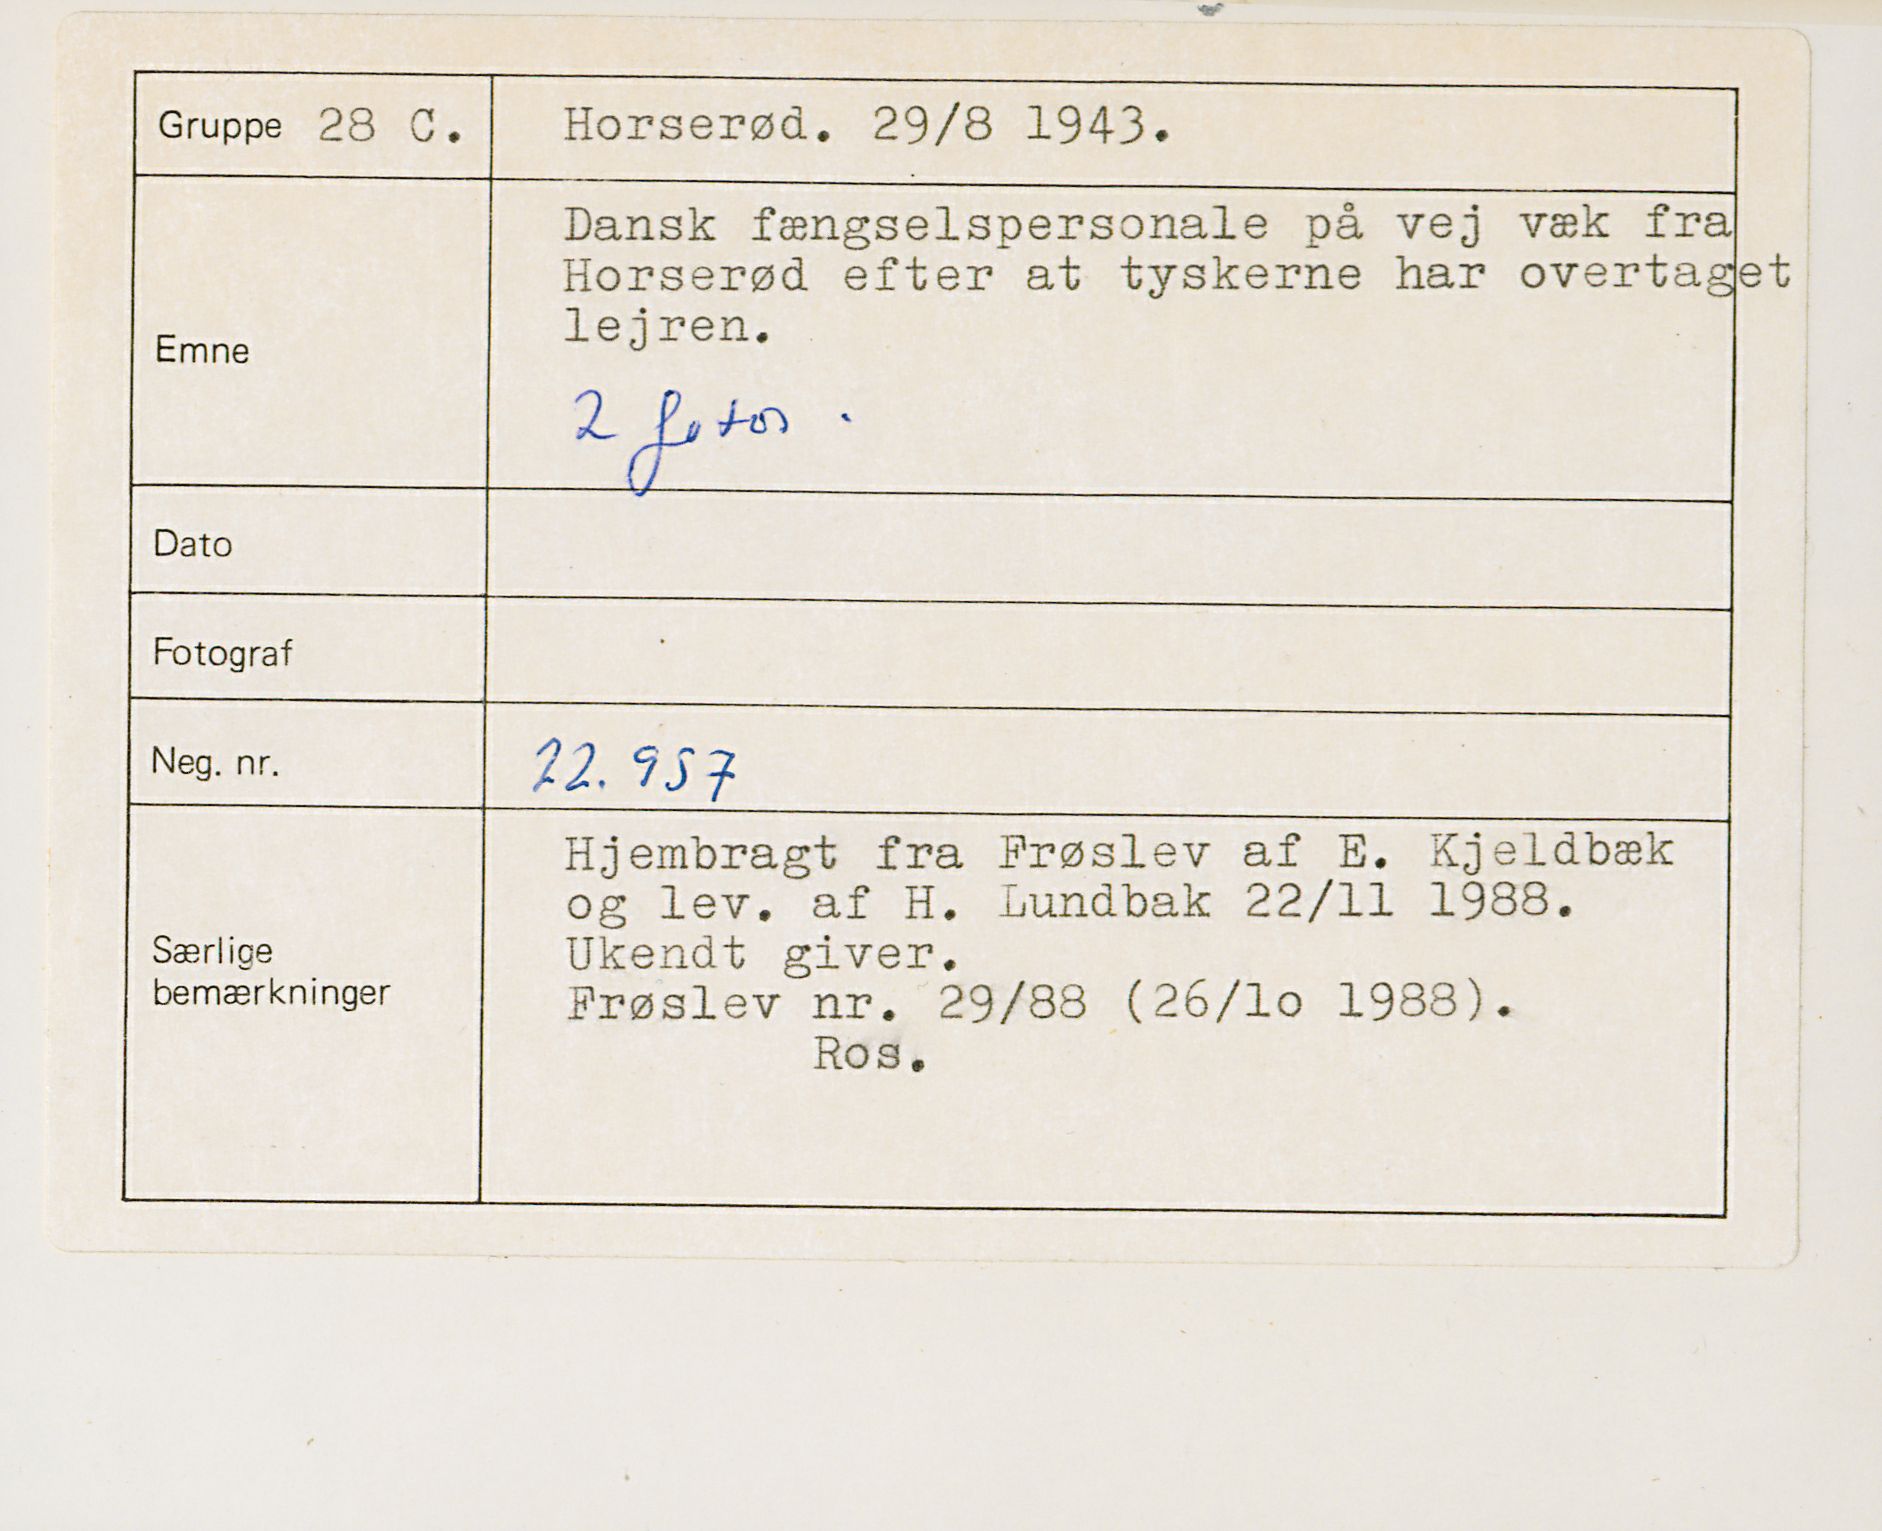 Gruppe 28 C.
Horserød. 29/8 1943.
Emne
Dansk fængselspersonale på vej væk fra
Horserød efter at tyskerne har overtaget
lejren.
2 fotos.
Dato
Fotograf
Neg. nr.
22.957
Særlige
bemærkninger
Hjembragt fra Frøslev af E. Kjeldbæk
og lev. af H. Lundbak 22/11 1988.
Ukendt giver.
Frøslev nr. 29/88 (26/lo 1988).
Ros.